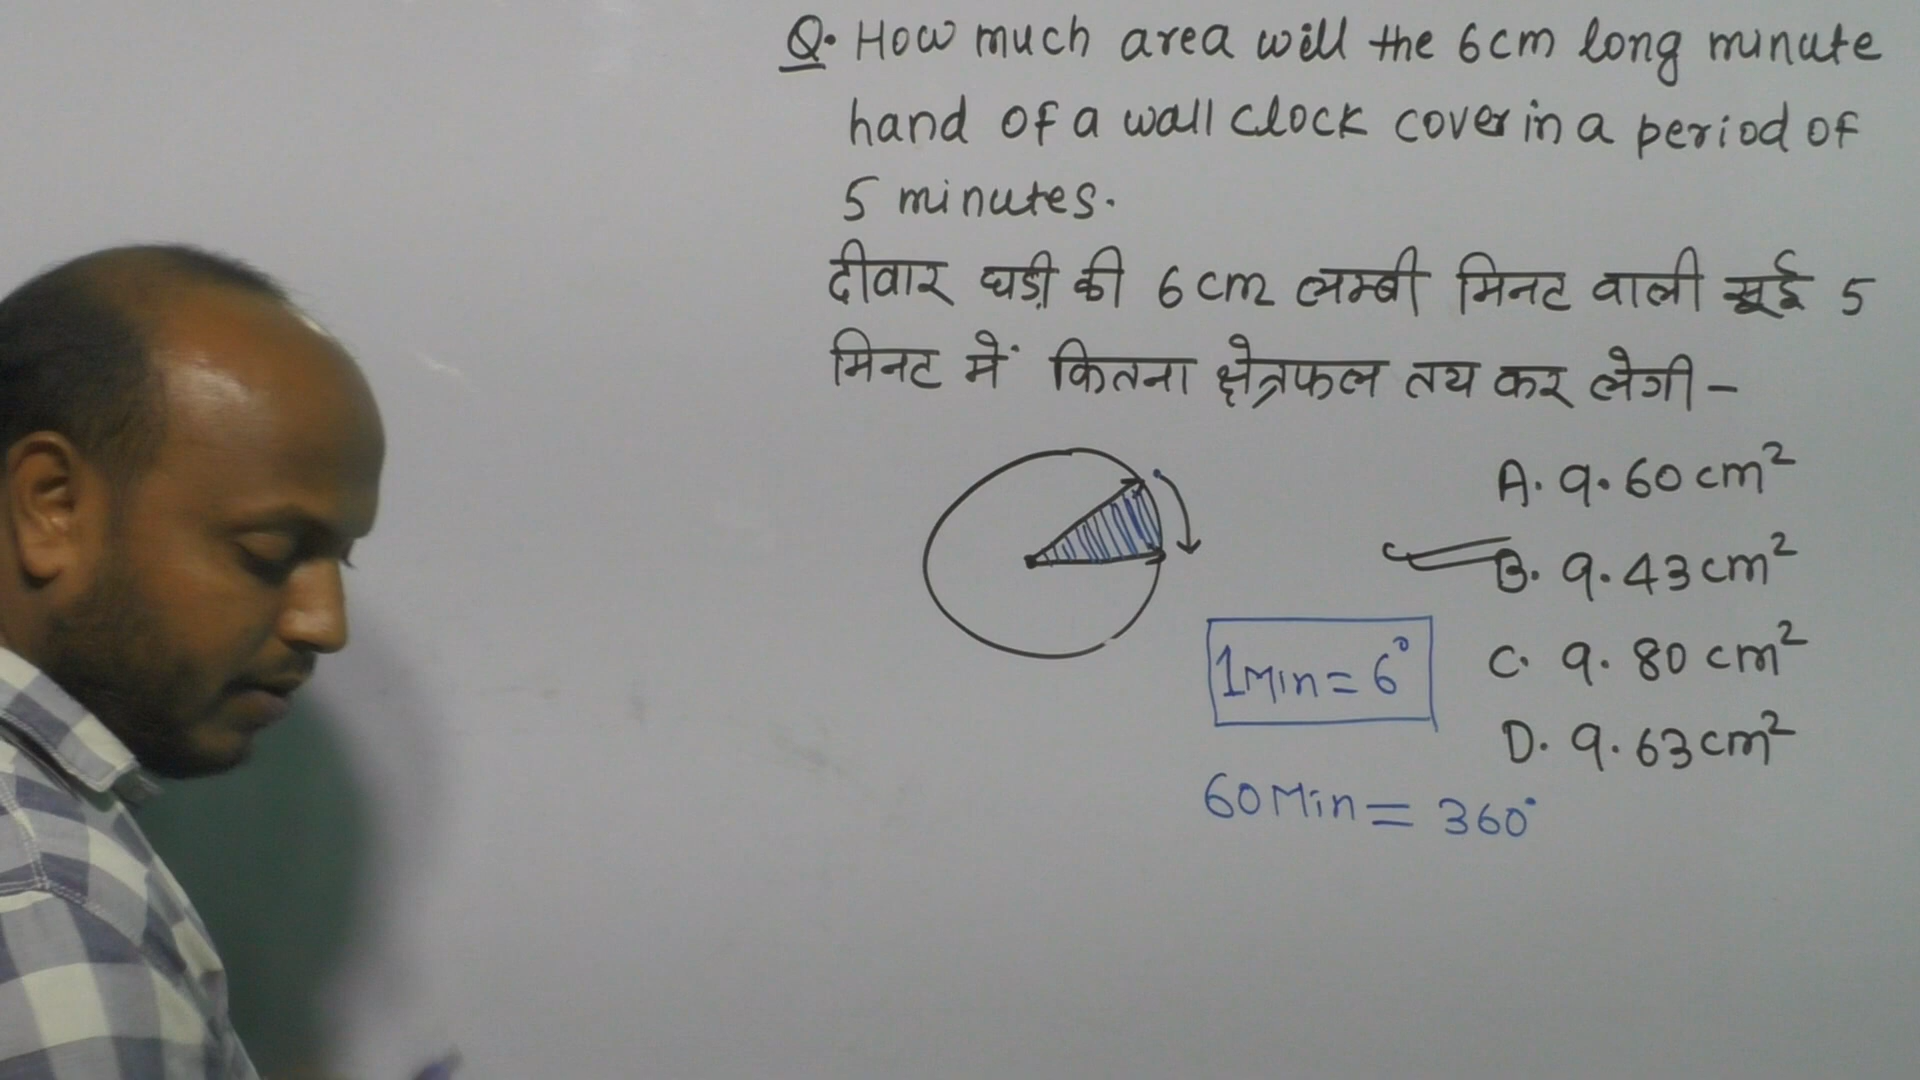 Q. How much area will the 6cm long minute
hand of a wall clock cover in a period of
5 minutes.
दीवार घड़ी की 6 cm लम्बी मिनट वाली सूई 5
मिनट में कितना क्षेत्रफल तय कर लेगी -
A. 9.60 cm²
B. 9.43 cm²
1 Min = 6°
C. 9.80 cm²
D. 9.63 cm²
60 Min = 360°